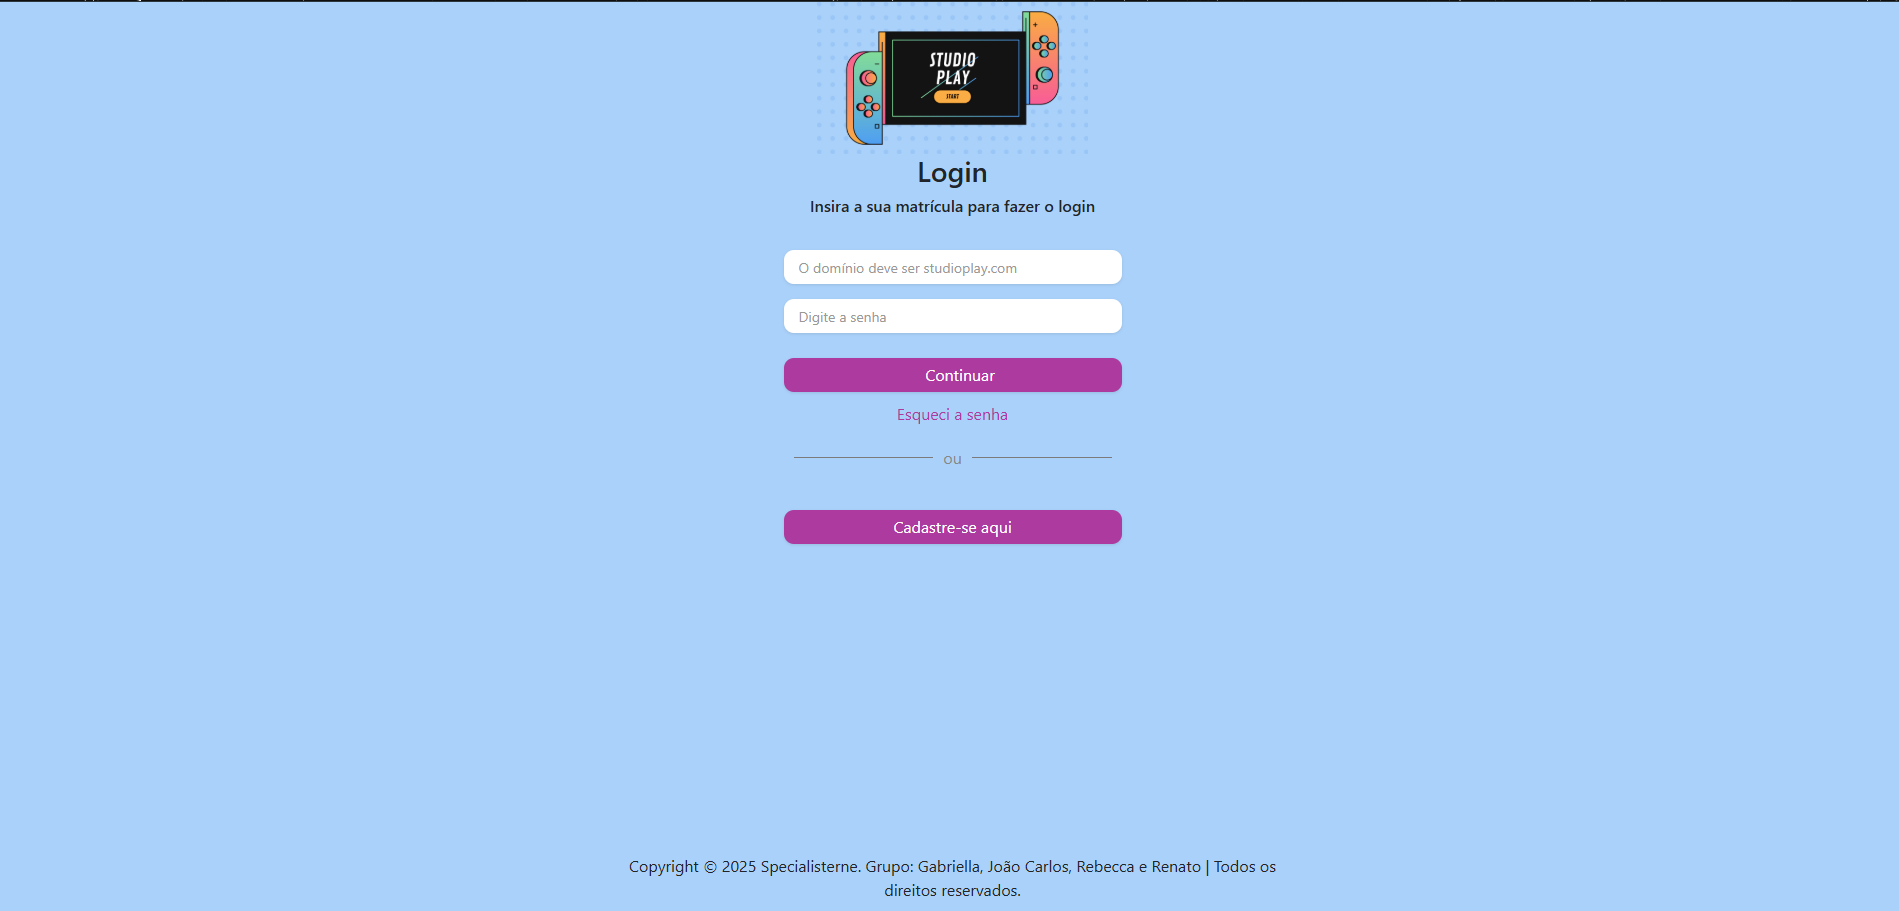 STUDIO
PLAY
START
Login
Insira a sua matrícula para fazer o login
O domínio deve ser studioplay.com
Digite a senha
Continuar
Esqueci a senha
ou
Cadastre-se aqui
Copyright © 2025 Specialisterne. Grupo: Gabriella, João Carlos, Rebecca e Renato | Todos os
direitos reservados.